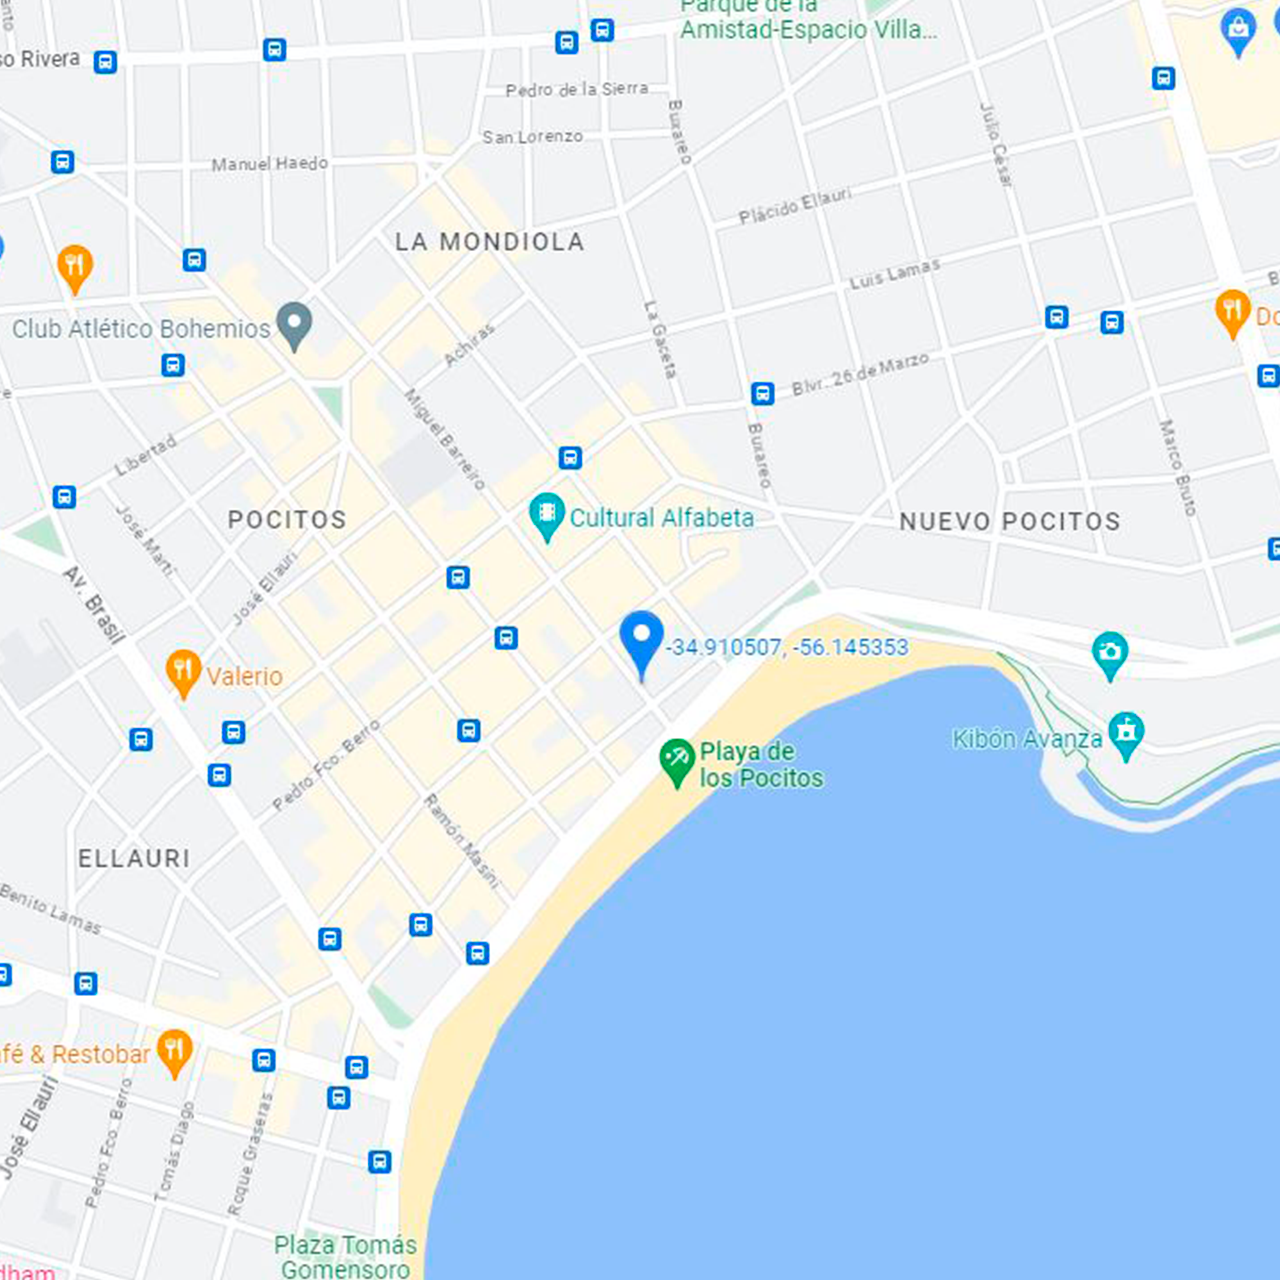 Parque de la
Amistad-Espacio Villa...
so Rivera
Pedro de la Sierra
San Lorenzo
Buxareo
Julio César
Manuel Haedo
Plácido Ellauri
LA MONDIOLA
Luis Lamas
Club Atlético Bohemios
Achiras
La Gaceta
Blvr. 26 de Marzo
Miguel Barreiro
Libertad
Buxareo
Marco Bruto
José Martí
POCITOS
Cultural Alfabeta
NUEVO POCITOS
José Ellauri
Av. Brasil
-34.910507, -56.145353
Valerio
Kibón Avanza
Playa de
los Pocitos
Pedro Fco. Berro
Ramón Masini
ELLAURI
Benito Lamas
afé & Restobar
José Ellauri
Pedro Fco. Berro
Tomás Diago
Roque Graseras
Plaza Tomás
Gomensoro
dham